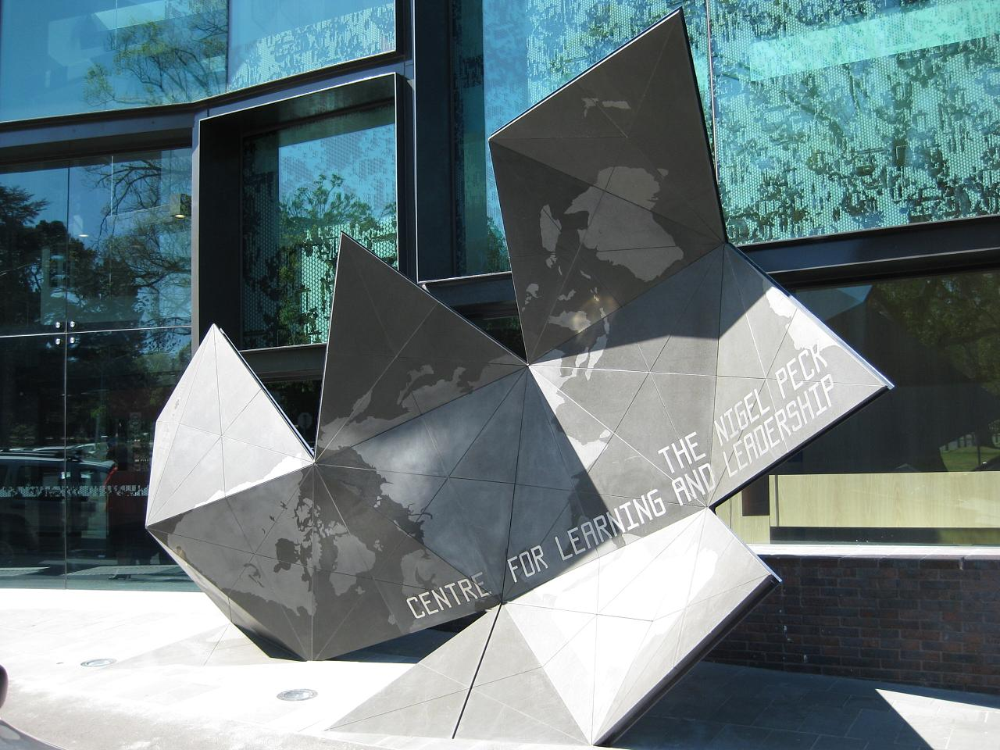 THE NIGEL PECK
CENTRE FOR LEARNING AND LEADERSHIP